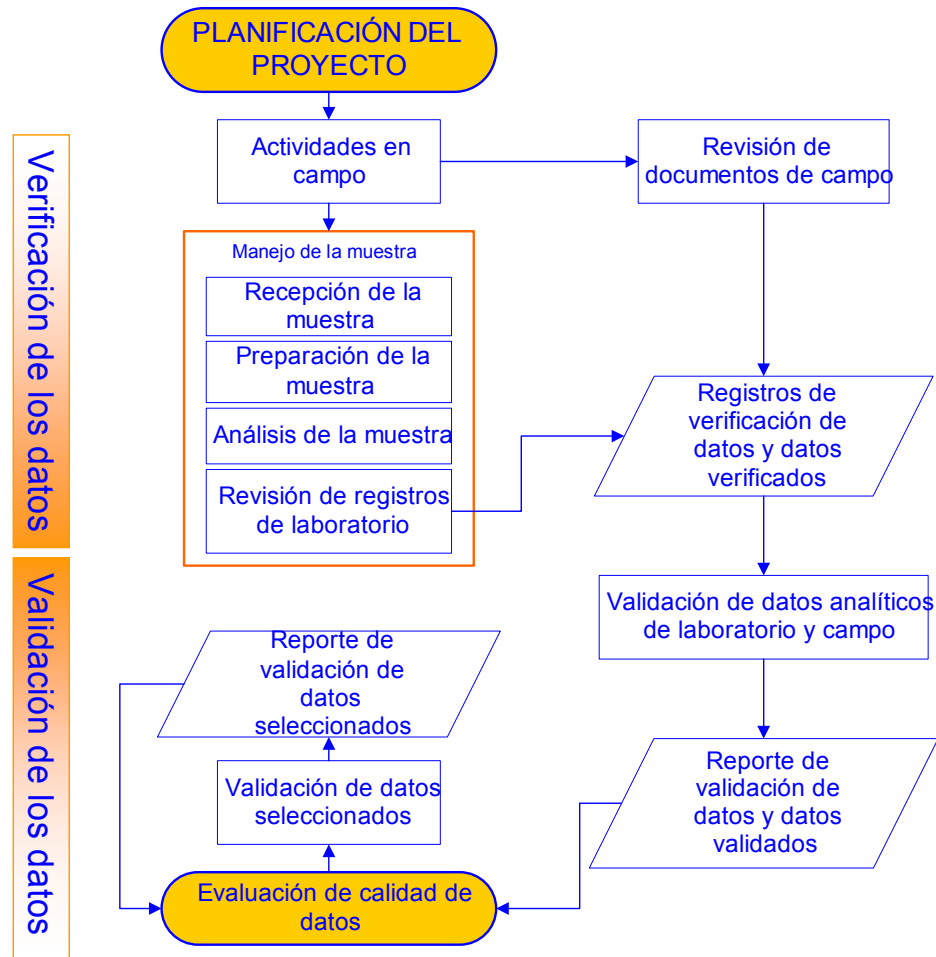 PLANIFICACIÓN DEL
PROYECTO
Verificación de los datos
Actividades en
campo
Revisión de
documentos de campo
Manejo de la muestra
Recepción de la
muestra
Preparación de la
muestra
Análisis de la muestra
Revisión de registros
de laboratorio
Registros de
verificación de
datos y datos
verificados
Validación de los datos
Validación de datos analíticos
de laboratorio y campo
Reporte de
validación de
datos
seleccionados
Validación de datos
seleccionados
Reporte de
validación de
datos y datos
validados
Evaluación de calidad de
datos